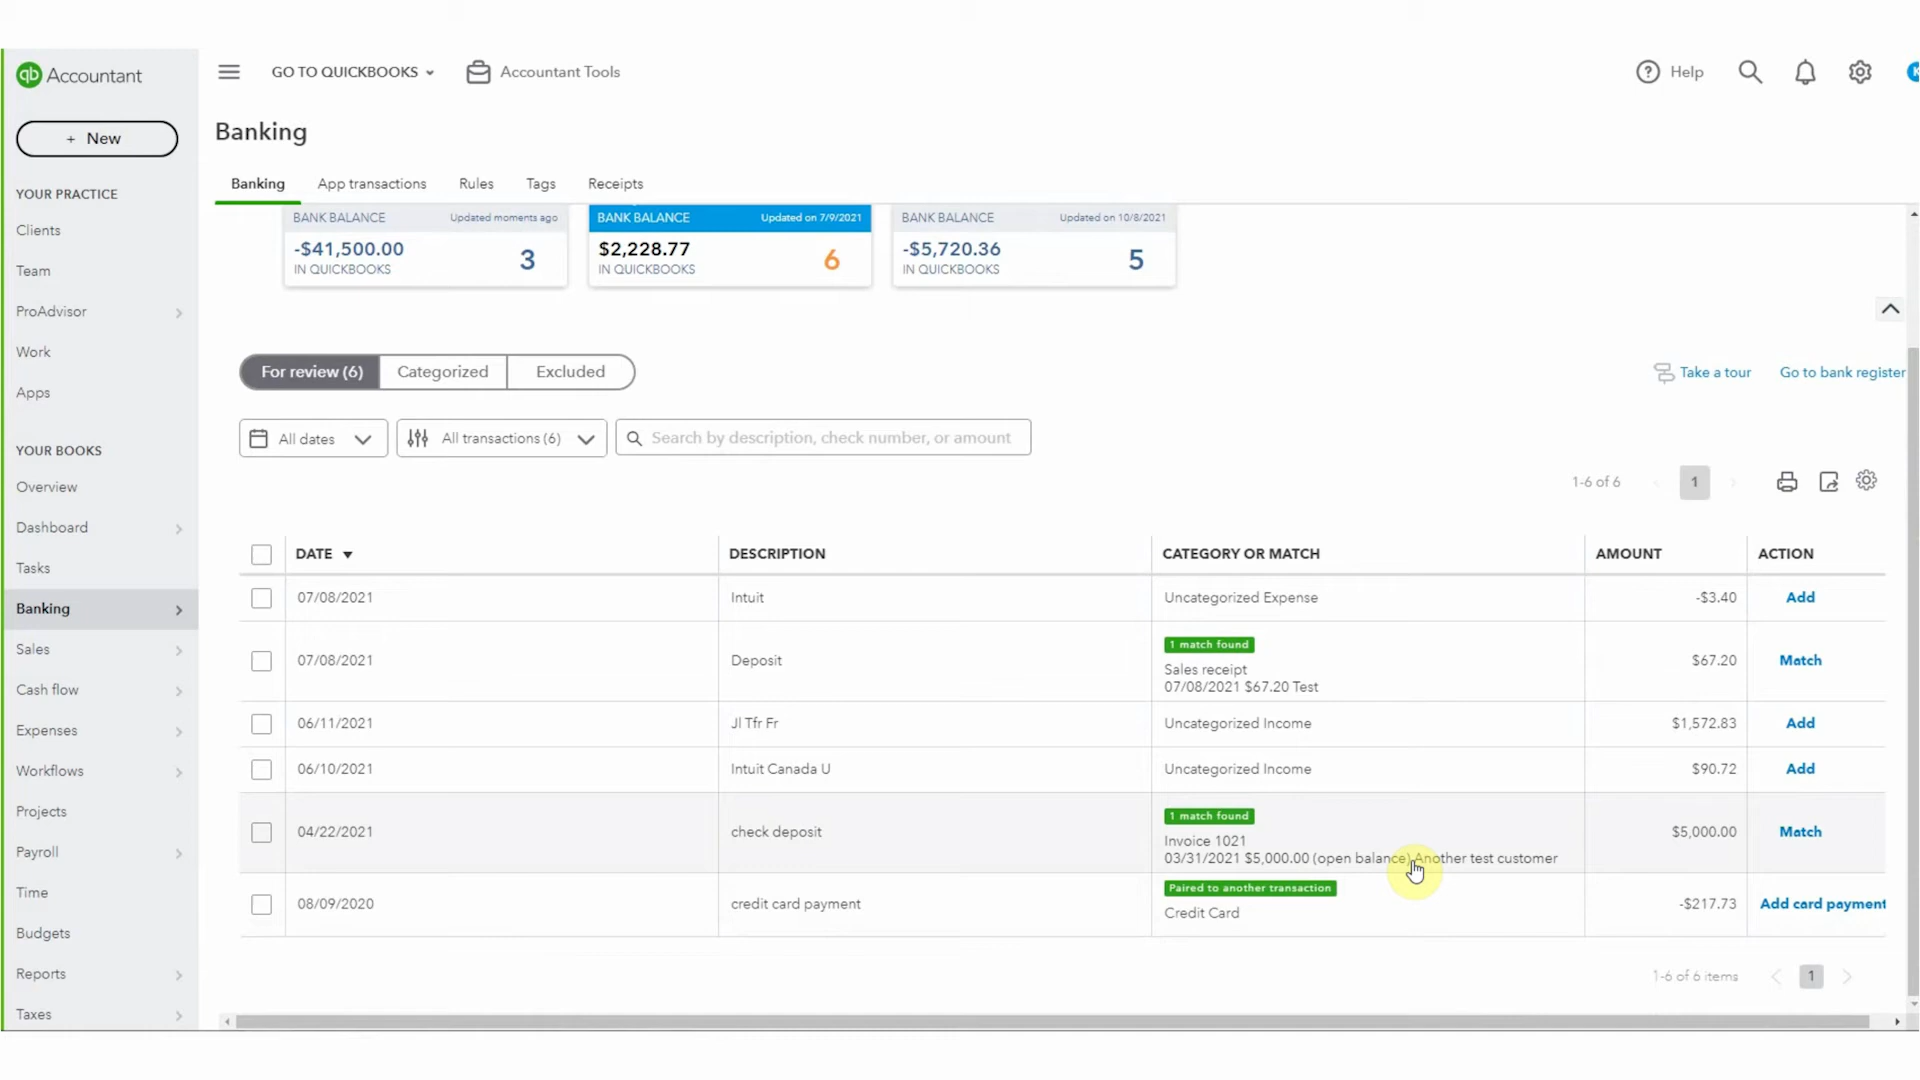 qb Accountant
GO TO QUICKBOOKS
Accountant Tools
Help
+ New
Banking
YOUR PRACTICE
Clients
Team
ProAdvisor
Work
Apps
YOUR BOOKS
Overview
Dashboard
Tasks
Banking
Sales
Cash flow
Expenses
Workflows
Projects
Payroll
Time
Budgets
Reports
Taxes
Banking App transactions Rules Tags Receipts
BANK BALANCE Updated moments ago
-$41,500.00
IN QUICKBOOKS
3
BANK BALANCE Updated on 7/9/2021
$2,228.77
IN QUICKBOOKS
6
BANK BALANCE Updated on 10/8/2021
-$5,720.36
IN QUICKBOOKS
5
For review (6) Categorized Excluded
Take a tour Go to bank register
All dates All transactions (6) Search by description, check number, or amount
1-6 of 6 1
DATE DESCRIPTION CATEGORY OR MATCH AMOUNT ACTION
07/08/2021 Intuit Uncategorized Expense -$3.40 Add
1 match found
07/08/2021 Deposit Sales receipt $67.20 Match
07/08/2021 $67.20 Test
06/11/2021 Jl Tfr Fr Uncategorized Income $1,572.83 Add
06/10/2021 Intuit Canada U Uncategorized Income $90.72 Add
1 match found
04/22/2021 check deposit Invoice 1021 $5,000.00 Match
03/31/2021 $5,000.00 (open balance) Another test customer
Paired to another transaction
08/09/2020 credit card payment Credit Card -$217.73 Add card payment
1-6 of 6 items 1